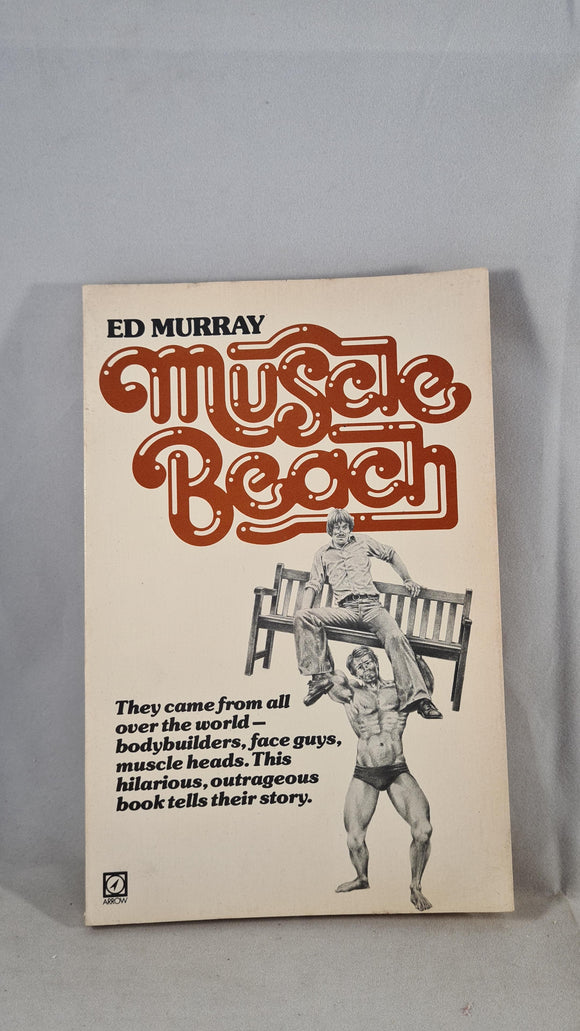 ED MURRAY
Muscle
Beach
They came from all
over the world —
bodybuilders, face guys,
muscle heads. This
hilarious, outrageous
book tells their story.
ARROW